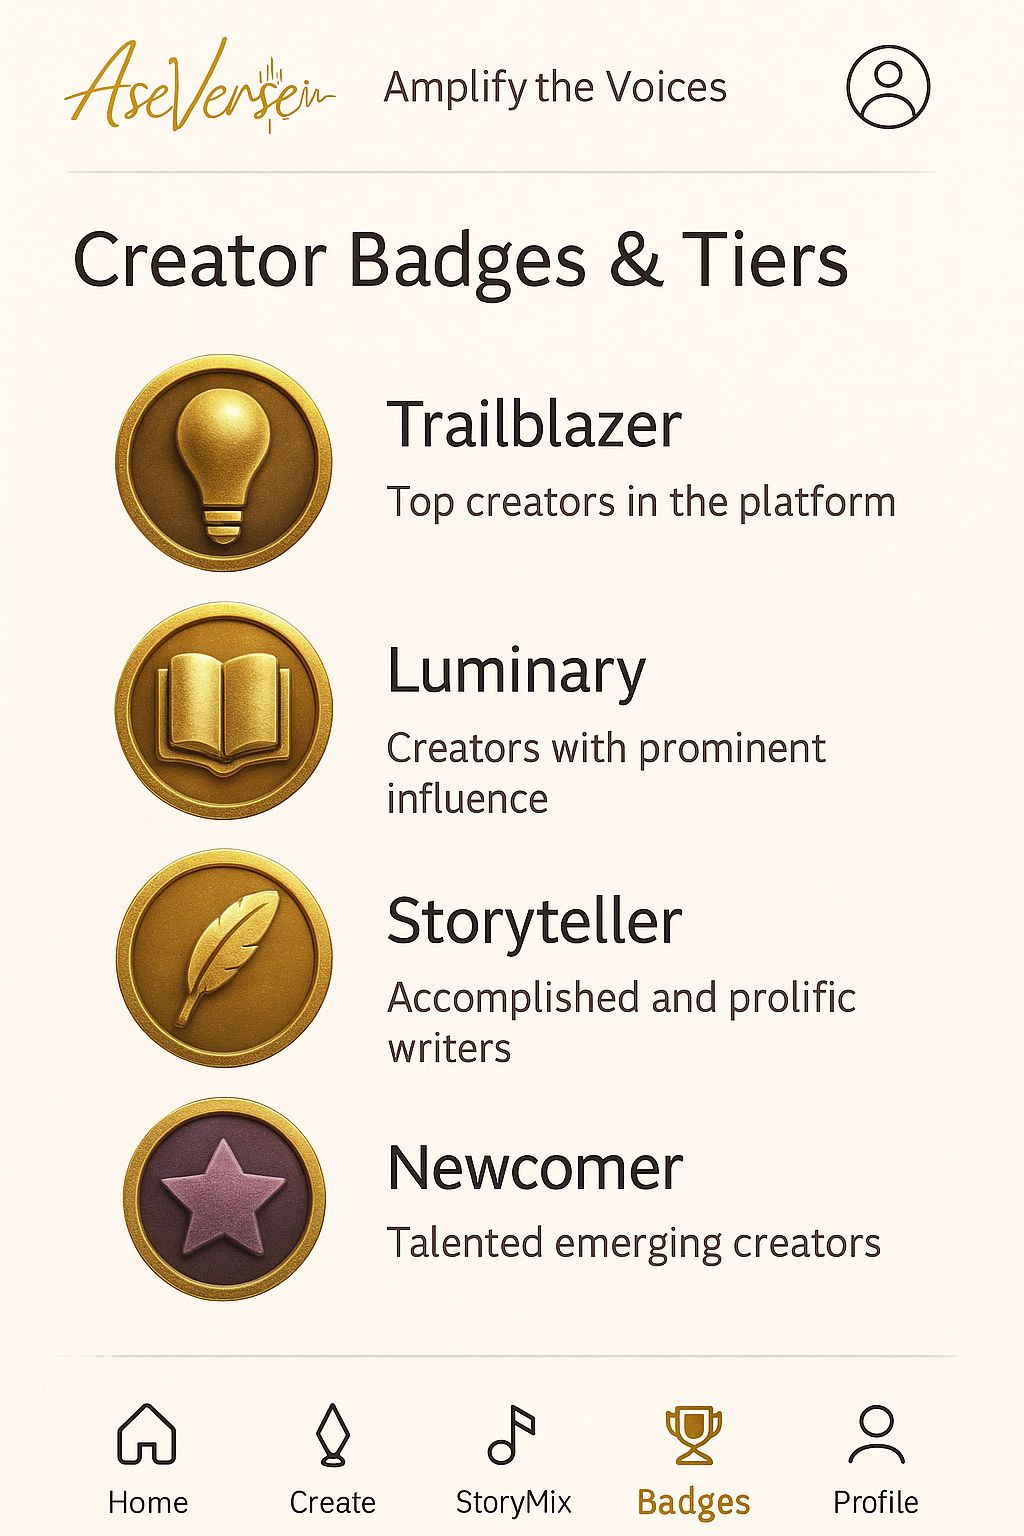 AseVerse
Amplify the Voices
Creator Badges & Tiers
Trailblazer
Top creators in the platform
Luminary
Creators with prominent
influence
Storyteller
Accomplished and prolific
writers
Newcomer
Talented emerging creators
Home
Create
StoryMix
Badges
Profile